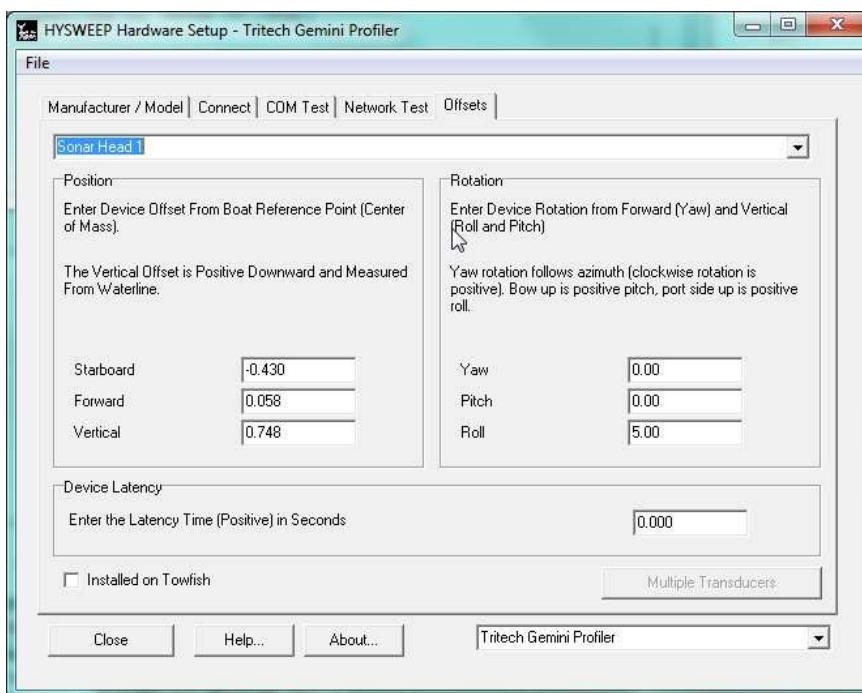 HYSWEEP Hardware Setup - Tritech Gemini Profiler
File
Manufacturer / Model
Connect
COM Test
Network Test
Offsets
Sonar Head 1
Position
Enter Device Offset From Boat Reference Point (Center
of Mass).
The Vertical Offset is Positive Downward and Measured
From Waterline.
Starboard -0.430
Forward 0.058
Vertical 0.748
Rotation
Enter Device Rotation from Forward (Yaw) and Vertical
(Roll and Pitch)
Yaw rotation follows azimuth (clockwise rotation is
positive). Bow up is positive pitch, port side up is positive
roll.
Yaw 0.00
Pitch 0.00
Roll 5.00
Device Latency
Enter the Latency Time (Positive) in Seconds 0.000
Installed on Towfish
Multiple Transducers
Close
Help...
About...
Tritech Gemini Profiler